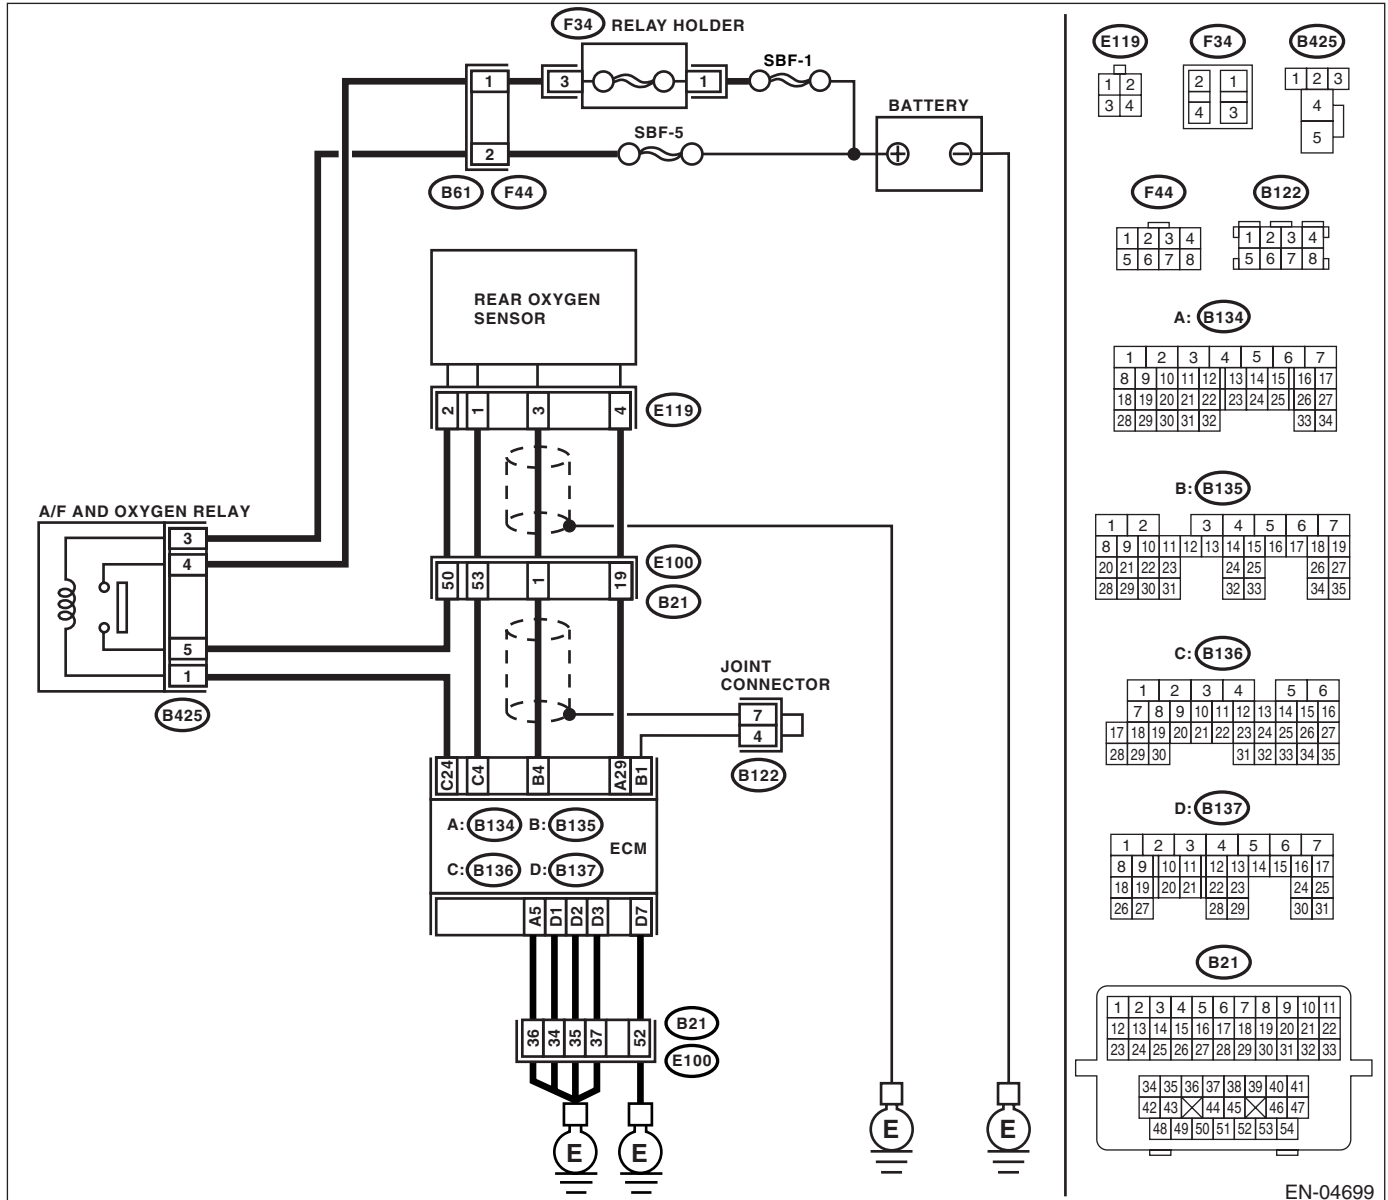 F34 RELAY HOLDER
SBF-1
1 3 1
BATTERY
SBF-5
2
B61 F44
REAR OXYGEN
SENSOR
2 1 3 4
E119
A/F AND OXYGEN RELAY
3
4
5
1
B425
50 53 1 19
E100
B21
JOINT
CONNECTOR
7
4
B122
C24 C4 B4 A29 B1
A: B134 B: B135
ECM
C: B136 D: B137
A5 D1 D2 D3 D7
36 34 35 37 52
B21
E100
E E E E
E119 F34 B425
1 2
3 4
2 1
4 3
1 2 3
4
5
F44 B122
1 2 3 4
5 6 7 8
1 2 3 4
5 6 7 8
A: B134
1 2 3 4 5 6 7
8 9 10 11 12 13 14 15 16 17
18 19 20 21 22 23 24 25 26 27
28 29 30 31 32 33 34
B: B135
1 2 3 4 5 6 7
8 9 10 11 12 13 14 15 16 17 18 19
20 21 22 23 24 25 26 27
28 29 30 31 32 33 34 35
C: B136
1 2 3 4 5 6
7 8 9 10 11 12 13 14 15 16
17 18 19 20 21 22 23 24 25 26 27
28 29 30 31 32 33 34 35
D: B137
1 2 3 4 5 6 7
8 9 10 11 12 13 14 15 16 17
18 19 20 21 22 23 24 25
26 27 28 29 30 31
B21
1 2 3 4 5 6 7 8 9 10 11
12 13 14 15 16 17 18 19 20 21 22
23 24 25 26 27 28 29 30 31 32 33
34 35 36 37 38 39 40 41
42 43 44 45 46 47
48 49 50 51 52 53 54
EN-04699